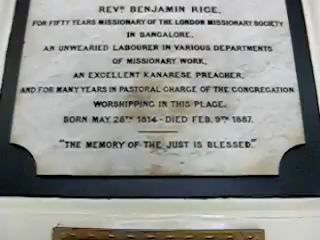 REVD. BENJAMIN RICE,
FOR FIFTY YEARS MISSIONARY OF THE LONDON MISSIONARY SOCIETY
IN BANGALORE.
AN UNWEARIED LABOURER IN VARIOUS DEPARTMENTS
OF MISSIONARY WORK,
AN EXCELLENT KANARESE PREACHER,
AND FOR MANY YEARS IN PASTORAL CHARGE OF THE CONGREGATION
WORSHIPPING IN THIS PLACE.
BORN MAY. 28TH 1814 - DIED FEB. 9TH 1887.
"THE MEMORY OF THE JUST IS BLESSED."